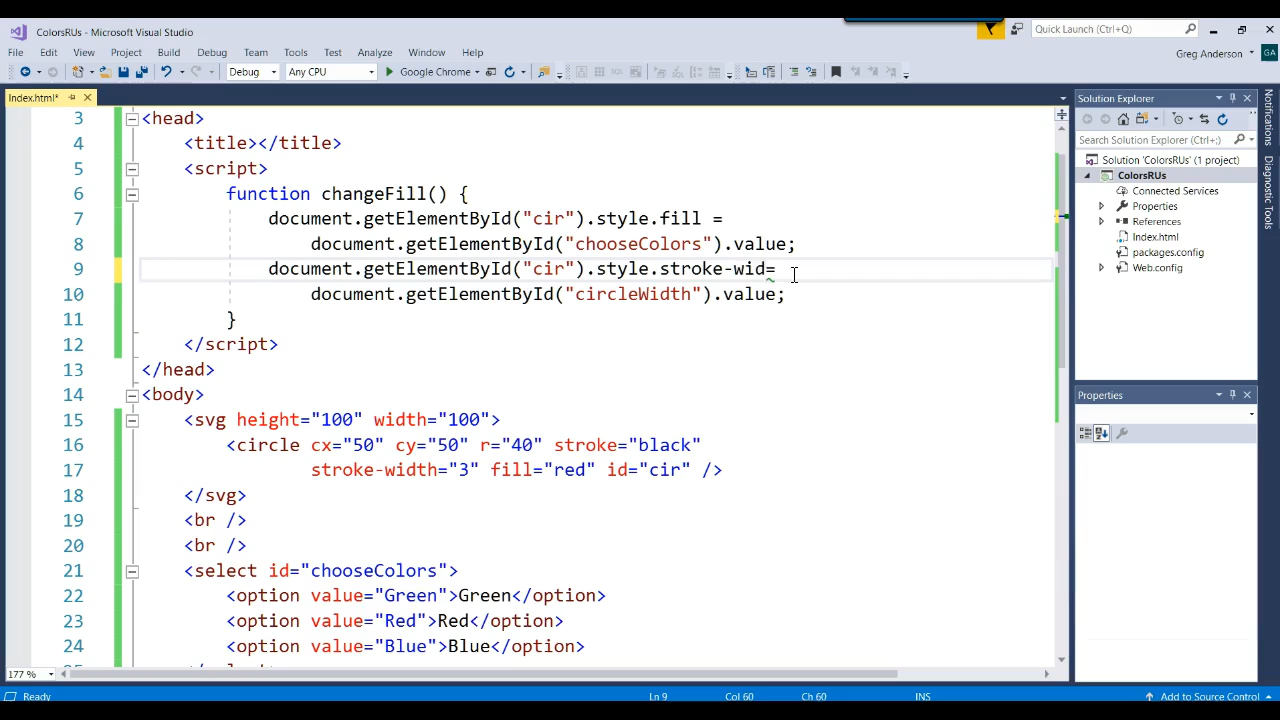 ColorsRUs - Microsoft Visual Studio
Quick Launch (Ctrl+Q)
File Edit View Project Build Debug Team Tools Test Analyze Window Help
Greg Anderson GA
Debug Any CPU Google Chrome
Index.html*
3 <head>
4 <title></title>
5 <script>
6 function changeFill() {
7 document.getElementById("cir").style.fill =
8 document.getElementById("chooseColors").value;
9 document.getElementById("cir").style.stroke-wid=
10 document.getElementById("circleWidth").value;
11 }
12 </script>
13 </head>
14 <body>
15 <svg height="100" width="100">
16 <circle cx="50" cy="50" r="40" stroke="black"
17 stroke-width="3" fill="red" id="cir" />
18 </svg>
19 <br />
20 <br />
21 <select id="chooseColors">
22 <option value="Green">Green</option>
23 <option value="Red">Red</option>
24 <option value="Blue">Blue</option>
177 %
Solution Explorer
Search Solution Explorer (Ctrl+;)
Solution 'ColorsRUs' (1 project)
ColorsRUs
Connected Services
Properties
References
Index.html
packages.config
Web.config
Properties
Notifications
Diagnostic Tools
Ready Ln 9 Col 60 Ch 60 INS Add to Source Control